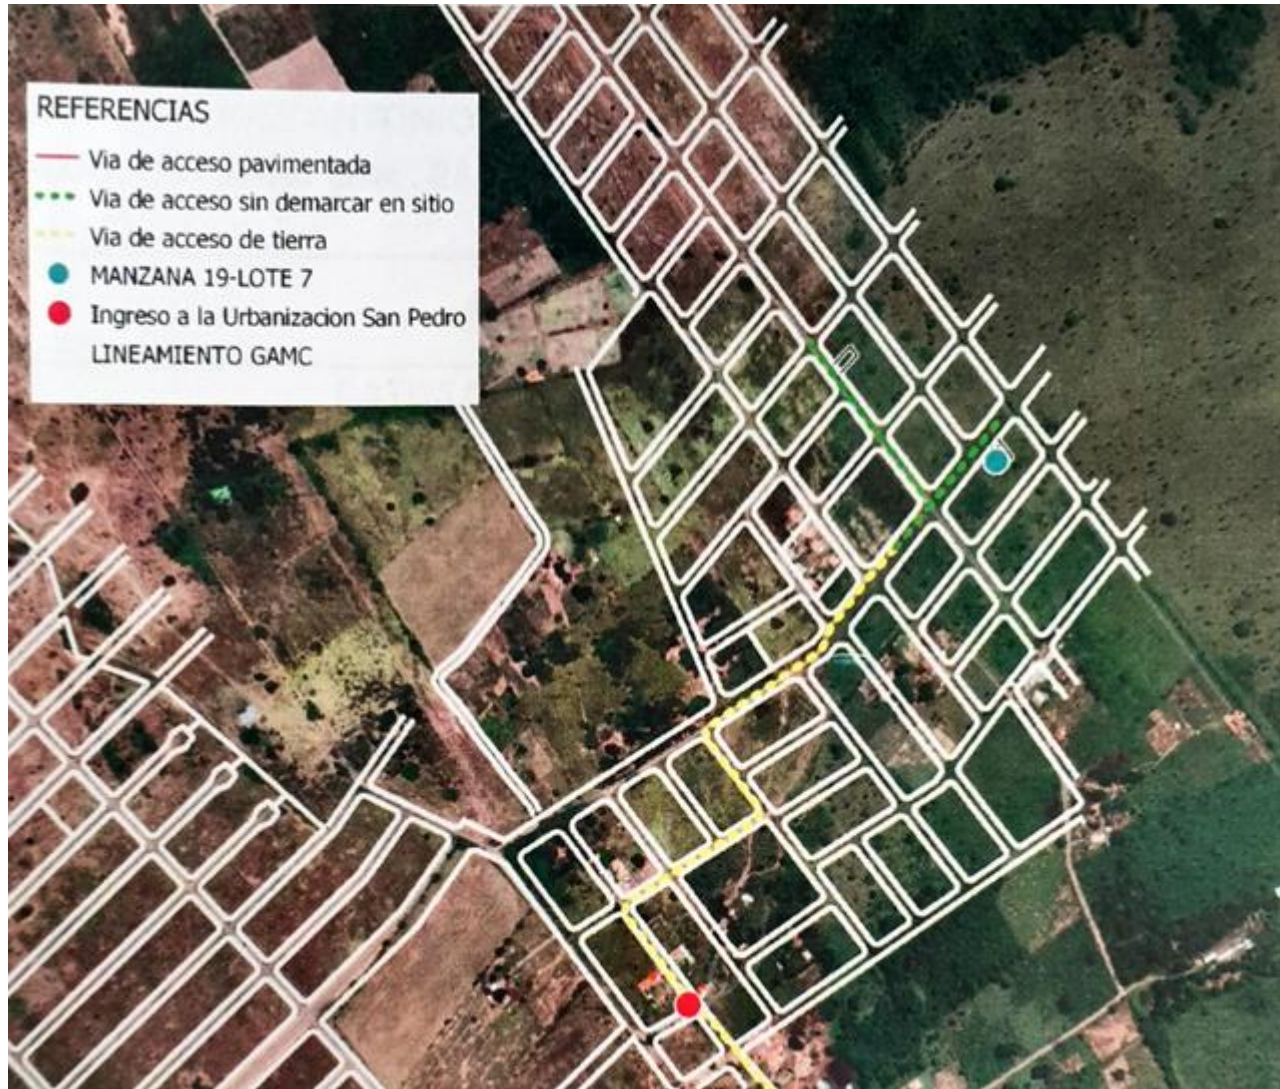 REFERENCIAS
Via de acceso pavimentada
Via de acceso sin demarcar en sitio
Via de acceso de tierra
MANZANA 19-LOTE 7
Ingreso a la Urbanizacion San Pedro
LINEAMIENTO GAMC